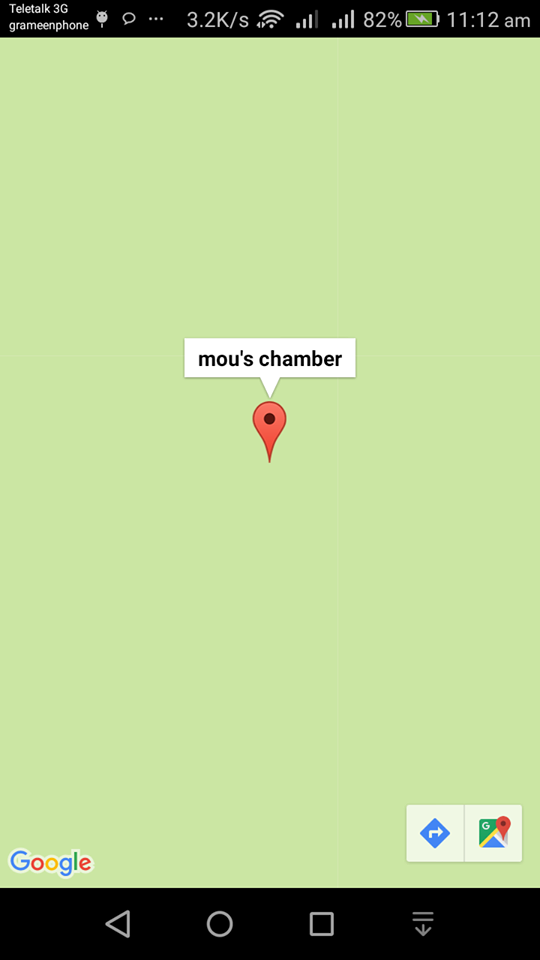 Teletalk 3G
grameenphone
3.2K/s 82% 11:12 am
mou's chamber
G
Google